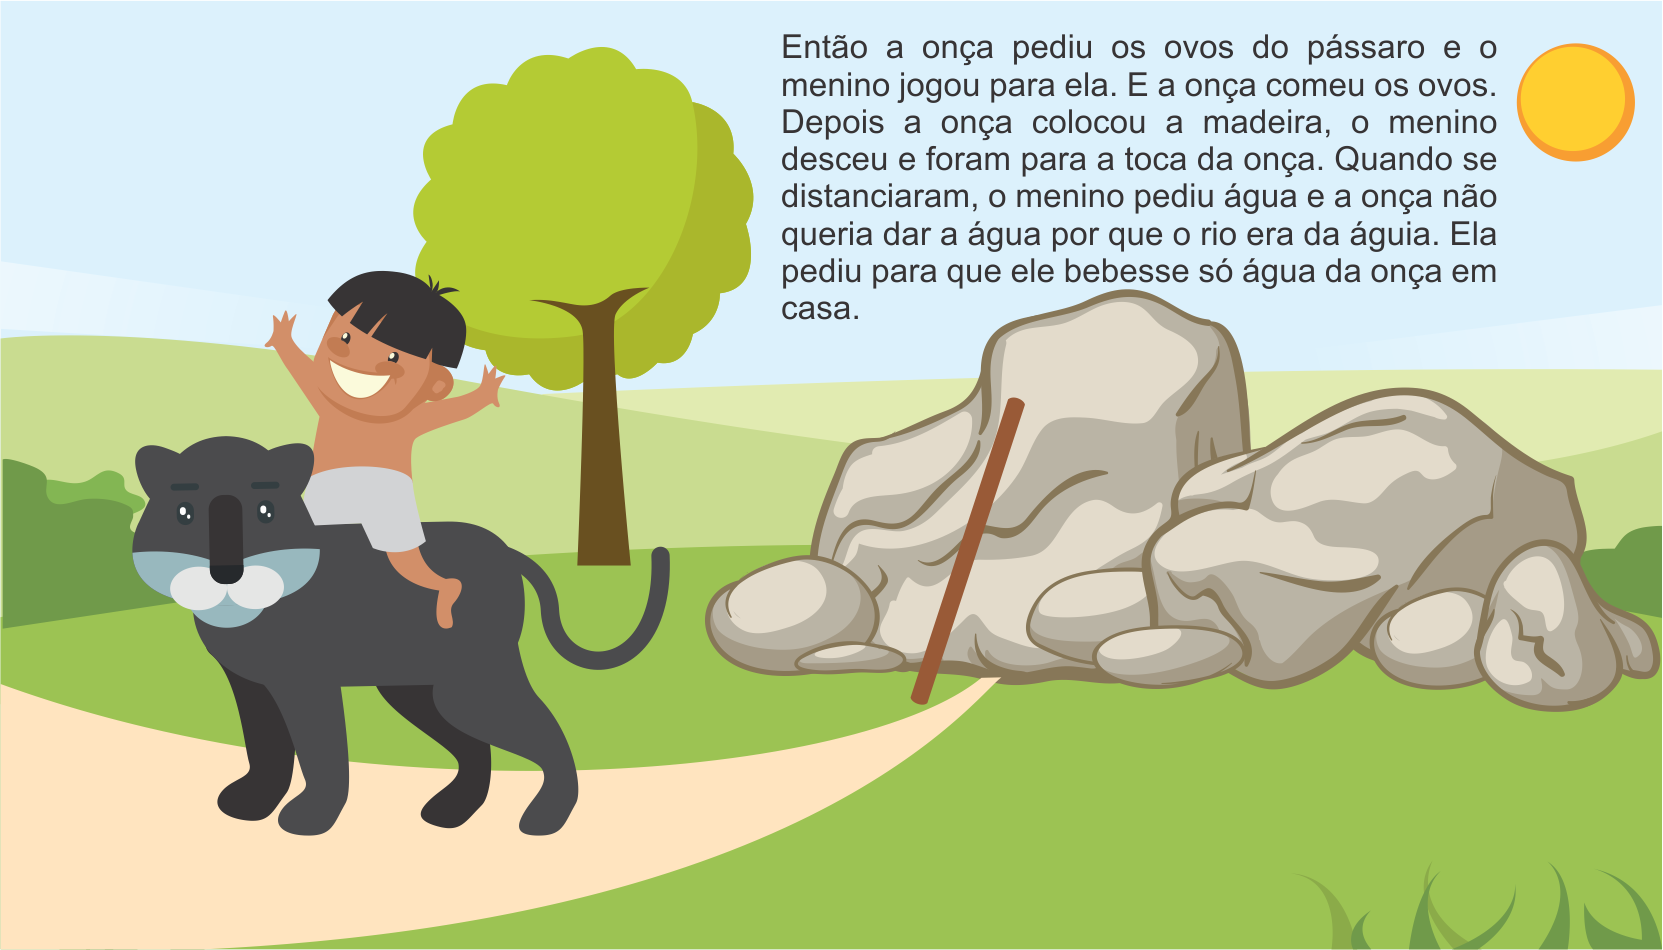 Então a onça pediu os ovos do pássaro e o
menino jogou para ela. E a onça comeu os ovos.
Depois a onça colocou a madeira, o menino
desceu e foram para a toca da onça. Quando se
distanciaram, o menino pediu água e a onça não
queria dar a água por que o rio era da águia. Ela
pediu para que ele bebesse só água da onça em
casa.